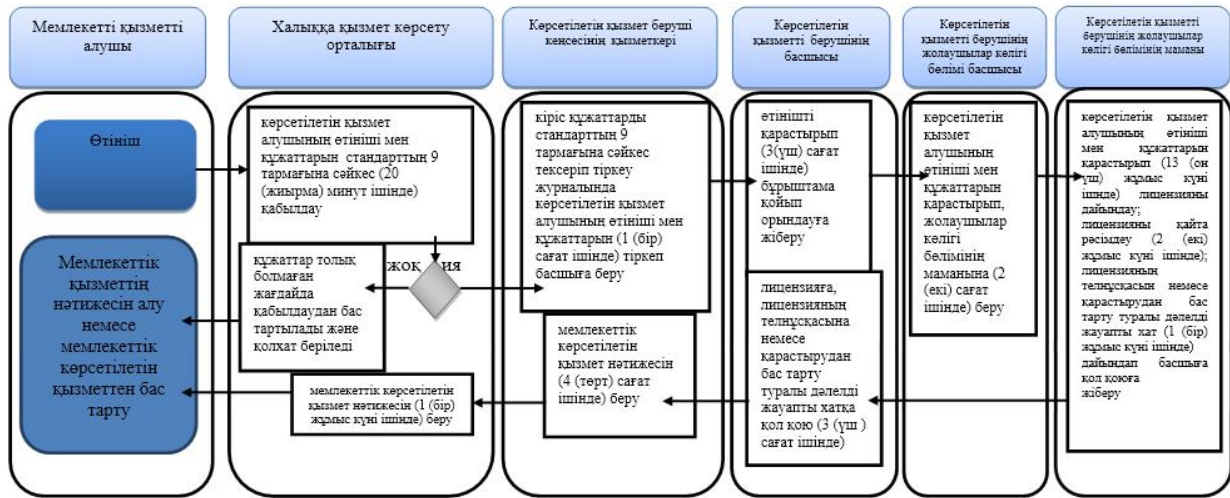 Мемлекетті қызметті
алушы
Халыққа қызмет көрсету
орталығы
Көрсетілетін қызмет беруші
кеңсесінің қызметкері
Көрсетілетін
қызметті берушінің
басшысы
Көрсетілетін
қызметті берушінің
жолаушылар көлігі
бөлімі басшысы
Көрсетілетін қызметті
берушінің жолаушылар
көлігі бөлімінің маманы
Өтініш
Мемлекеттік
қызметтің
нәтижесін алу
немесе
мемлекеттік
көрсетілетін
қызметтен бас
тарту
көрсетілетін қызмет
алушының өтініші мен
құжаттарын стандарттың 9
тармағына сәйкес (20
(жиырма) минут ішінде)
қабылдау
жоқ
ия
құжаттар толық
болмаған
жағдайда
қабылдаудан бас
тартылады және
қолхат беріледі
мемлекеттік көрсетілетін
қызмет нәтижесін (1 (бір)
жұмыс күні ішінде) беру
кіріс құжаттарды
стандарттың 9
тармағына сәйкес
тексеріп тіркеу
журналында
көрсетілетін қызмет
алушының өтініші мен
құжаттарын (1 (бір)
сағат ішінде) тіркеп
басшыға беру
мемлекеттік
көрсетілетін
қызмет нәтижесін
(4 (төрт) сағат
ішінде) беру
өтінішті
қарастырып
(3(үш) сағат
ішінде)
бұрыштама
қойып
орындауға
жіберу
лицензияға,
лицензияның
телнұсқасына
немесе
қарастырудан
бас тарту
туралы дәлелді
жауапты хатқа
қол қою (3 (үш )
сағат ішінде)
көрсетілетін
қызмет
алушының
өтініші мен
құжаттарын
қарастырып,
жолаушылар
көлігі
бөлімінің
маманына (2
(екі) сағат
ішінде) беру
көрсетілетін қызмет
алушының өтініші
мен құжаттарын
қарастырып (13 (он
үш) жұмыс күні
ішнде) лицензияны
дайындау;
лицензияны қайта
рәсімдеу (2 (екі)
жұмыс күні ішінде);
лицензияның
телнұсқасын немесе
қарастырудан бас
тарту туралы дәлелді
жауапты хат (1 (бір)
жұмыс күні ішінде)
дайындап басшыға
қол қоюға
жіберу